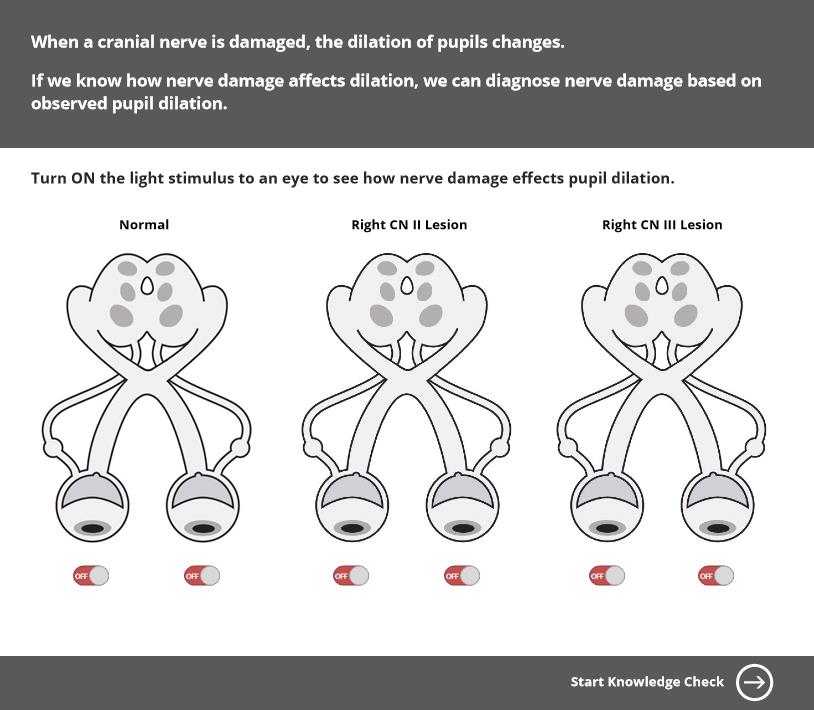 When a cranial nerve is damaged, the dilation of pupils changes.
If we know how nerve damage affects dilation, we can diagnose nerve damage based on
observed pupil dilation.
Turn ON the light stimulus to an eye to see how nerve damage effects pupil dilation.
Normal
Right CN II Lesion
Right CN III Lesion
OFF
OFF
OFF
OFF
OFF
OFF
Start Knowledge Check